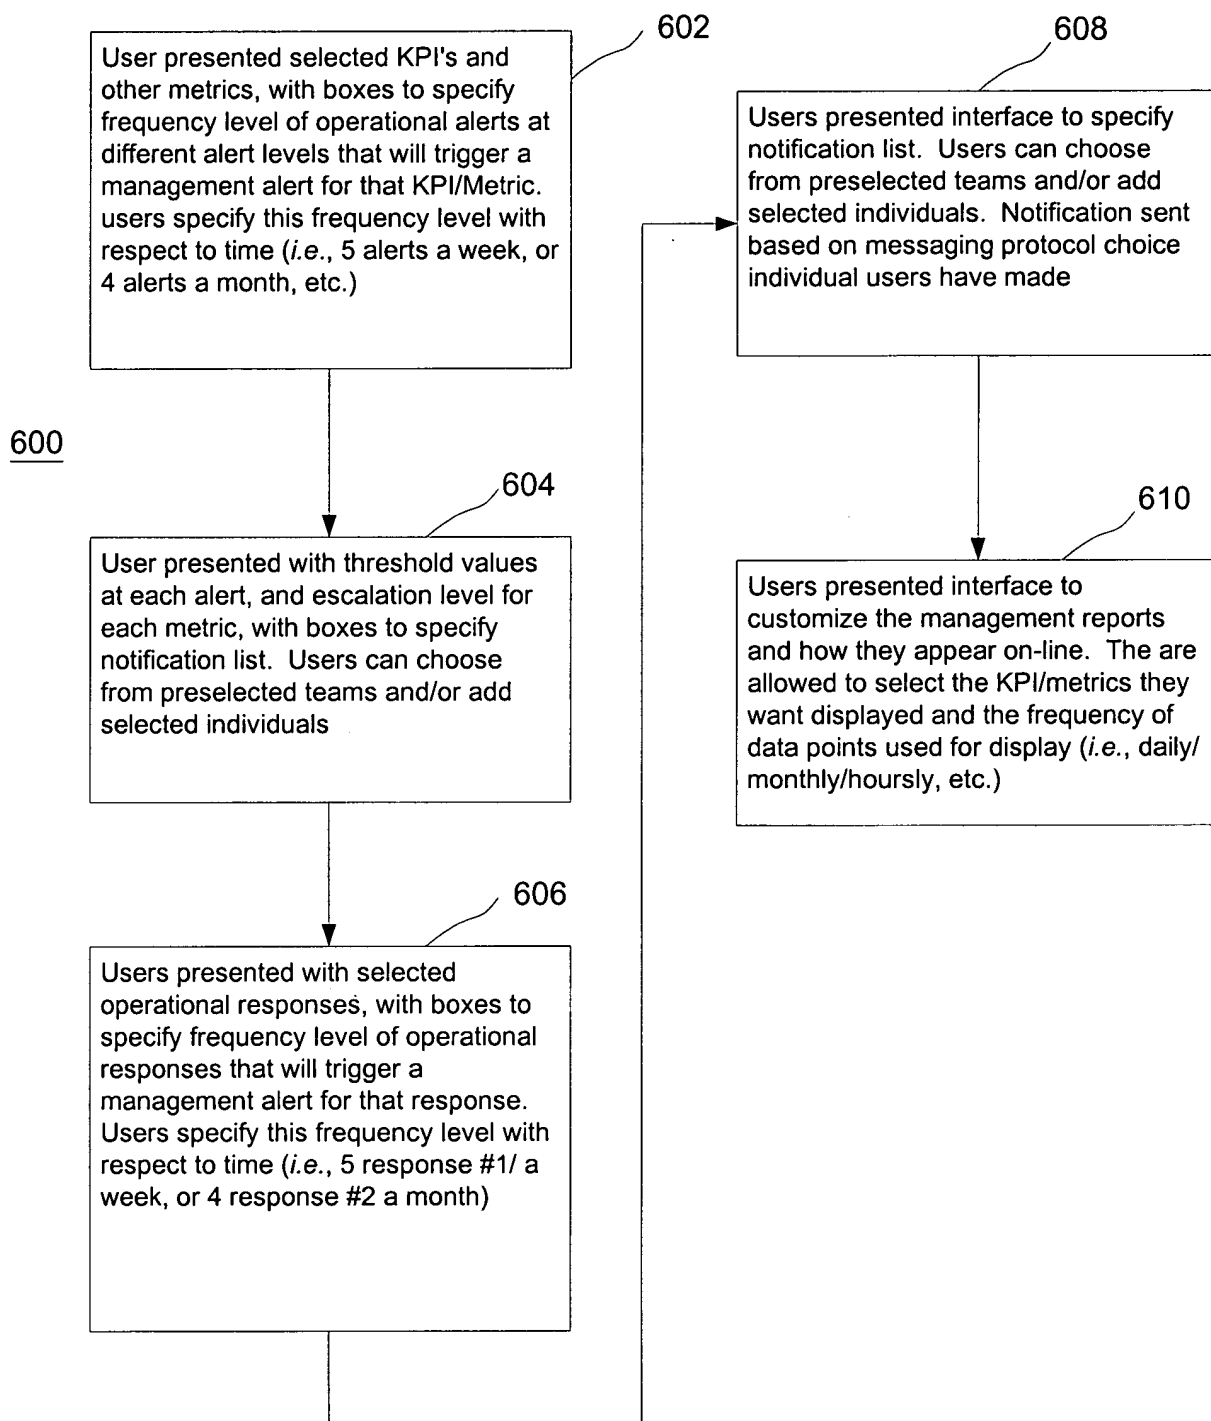 602
User presented selected KPI's and
other metrics, with boxes to specify
frequency level of operational alerts at
different alert levels that will trigger a
management alert for that KPI/Metric.
users specify this frequency level with
respect to time (i.e., 5 alerts a week, or
4 alerts a month, etc.)
600
604
User presented with threshold values
at each alert, and escalation level for
each metric, with boxes to specify
notification list. Users can choose
from preselected teams and/or add
selected individuals
606
Users presented with selected
operational responses, with boxes to
specify frequency level of operational
responses that will trigger a
management alert for that response.
Users specify this frequency level with
respect to time (i.e., 5 response #1/ a
week, or 4 response #2 a month)
608
Users presented interface to specify
notification list. Users can choose
from preselected teams and/or add
selected individuals. Notification sent
based on messaging protocol choice
individual users have made
610
Users presented interface to
customize the management reports
and how they appear on-line. The are
allowed to select the KPI/metrics they
want displayed and the frequency of
data points used for display (i.e., daily/
monthly/hoursly, etc.)